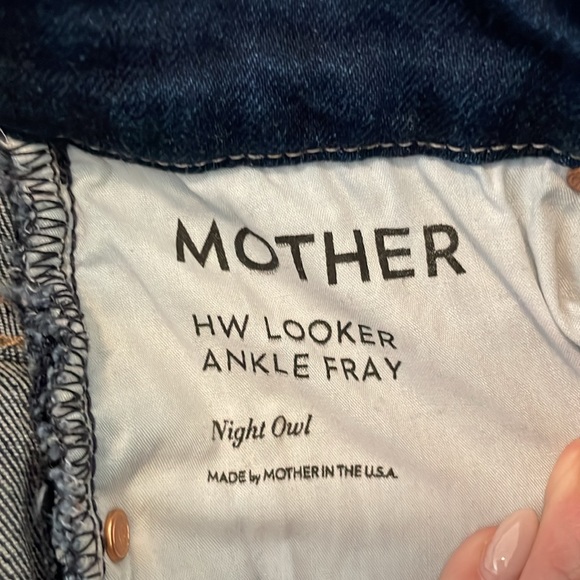 MOTHER
HW LOOKER
ANKLE FRAY
Night Owl
MADE by MOTHER IN THE U.S.A.